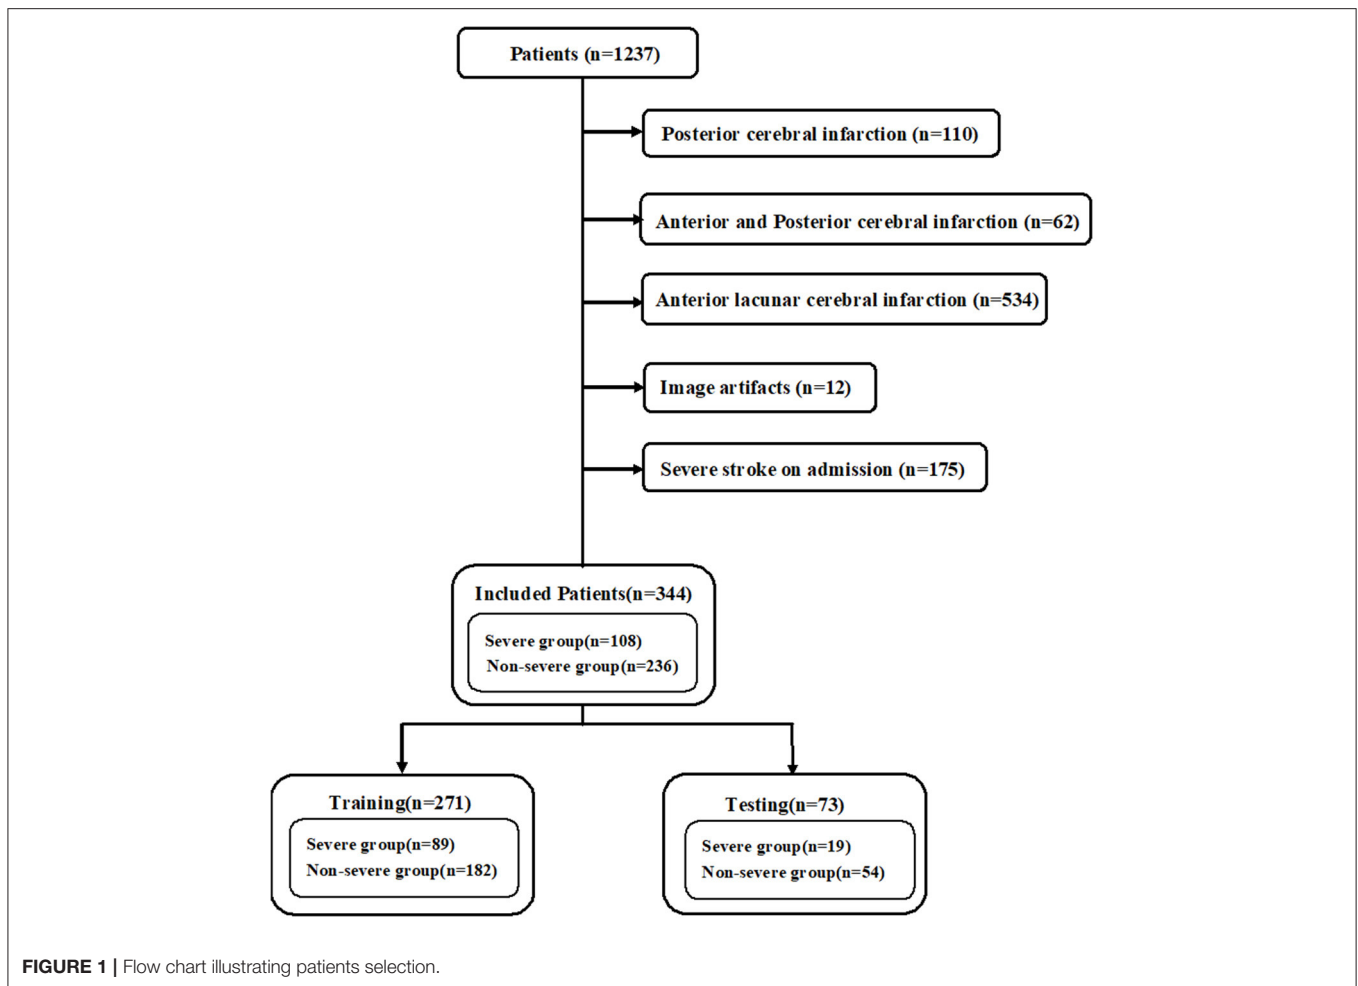 Patients (n=1237)
Posterior cerebral infarction (n=110)
Anterior and Posterior cerebral infarction (n=62)
Anterior lacunar cerebral infarction (n=534)
Image artifacts (n=12)
Severe stroke on admission (n=175)
Included Patients(n=344)
Severe group(n=108)
Non-severe group(n=236)
Training(n=271)
Severe group(n=89)
Non-severe group(n=182)
Testing(n=73)
Severe group(n=19)
Non-severe group(n=54)
FIGURE 1 | Flow chart illustrating patients selection.